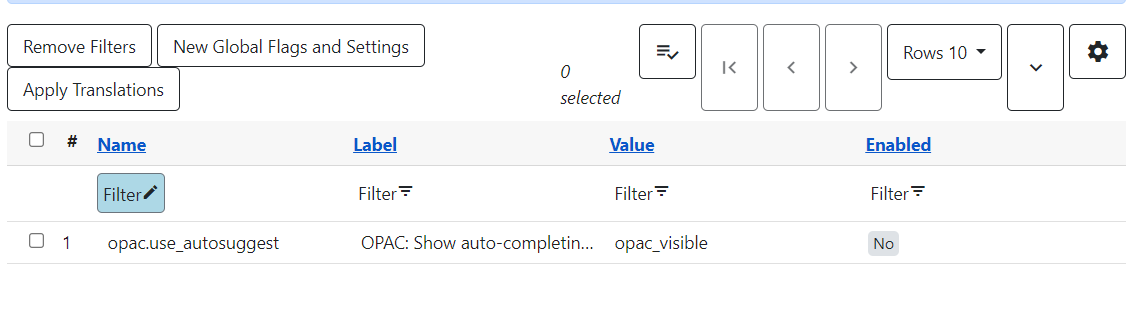 Remove Filters
New Global Flags and Settings
Apply Translations
0
selected
Rows 10
# Name Label Value Enabled
Filter Filter Filter Filter
1 opac.use_autosuggest OPAC: Show auto-completin... opac_visible No